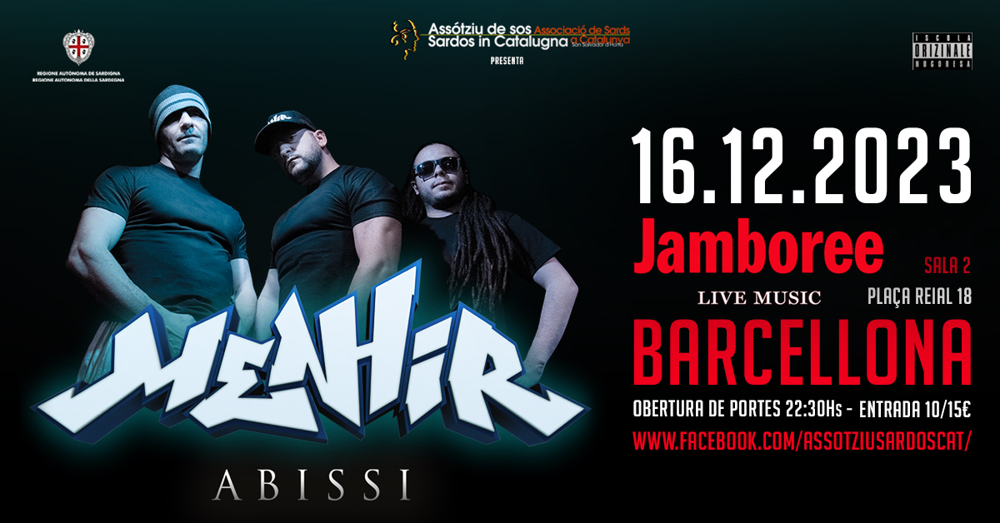 REGIONE AUTÒNOMA DE SARDIGNA
REGIONE AUTONOMA DELLA SARDEGNA
Assótziu de sos
Sardos in Catalugna
Associació de Sards
a Catalunya
San Salvador d'Horta
PRESENTA
ISCOLA
ORIZINALE
NUGORESA
MENHIR
MENHIR
ABISSI
16.12.2023
Jamboree
SALA 2
LIVE MUSIC
PLAÇA REIAL 18
BARCELLONA
OBERTURA DE PORTES 22:30Hs - ENTRADA 10/15€
WWW.FACEBOOK.COM/ASSOTZIUSARDOSCAT/